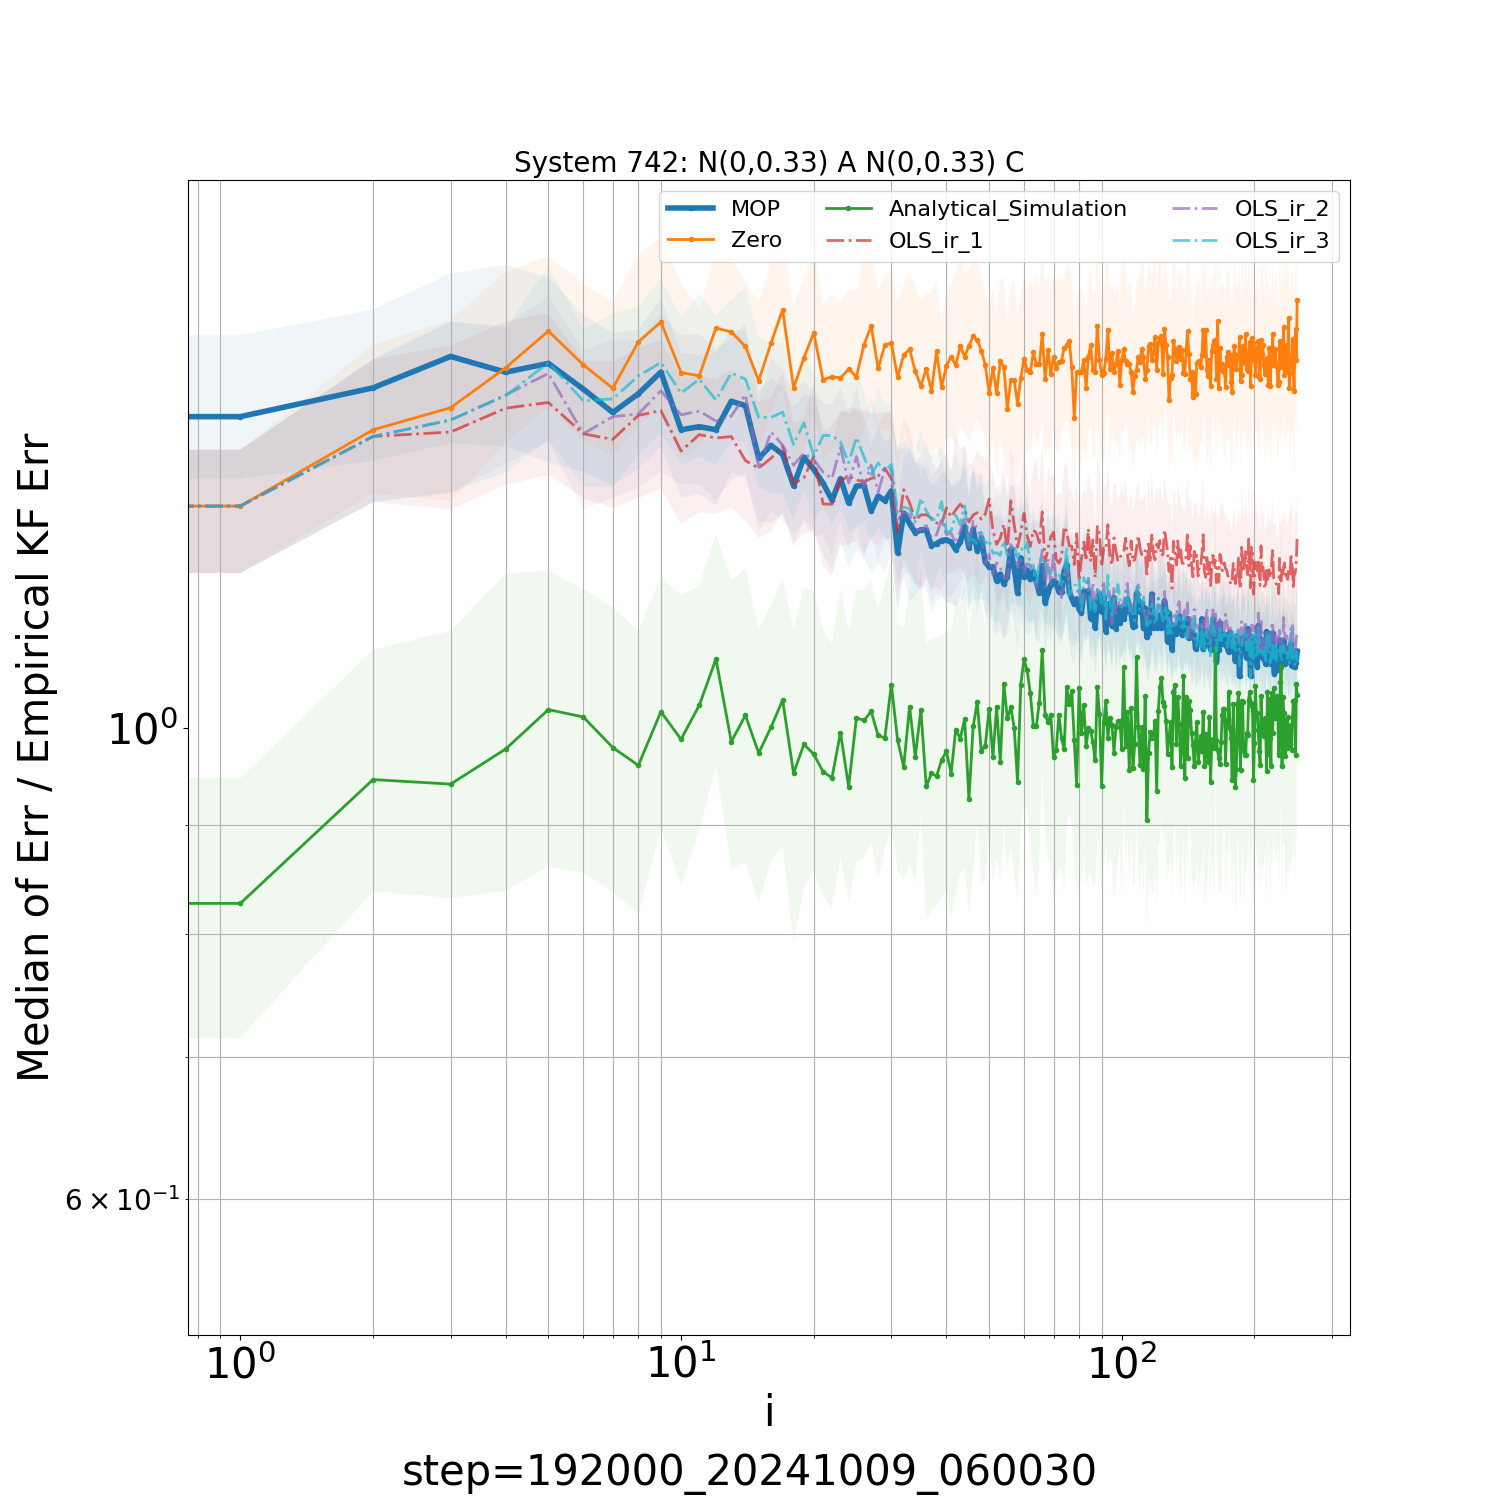 System 742: N(0,0.33) A N(0,0.33) C
MOP
Zero
Analytical_Simulation
OLS_ir_1
OLS_ir_2
OLS_ir_3
Median of Err / Empirical KF Err
10⁰
6 × 10⁻¹
10⁰ 10¹ 10²
i
step=192000_20241009_060030